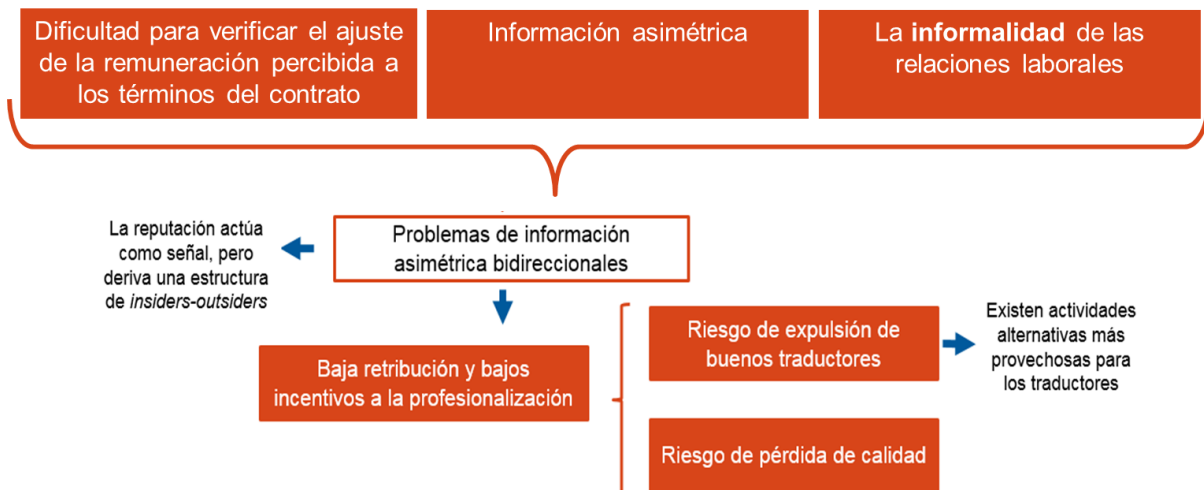 Dificultad para verificar el ajuste
de la remuneración percibida a
los términos del contrato
Información asimétrica
La informalidad de las
relaciones laborales
La reputación actúa
como señal, pero
deriva una estructura
de insiders-outsiders
Problemas de información
asimétrica bidireccionales
Baja retribución y bajos
incentivos a la profesionalización
Riesgo de expulsión de
buenos traductores
Existen actividades
alternativas más
provechosas para
los traductores
Riesgo de pérdida de calidad